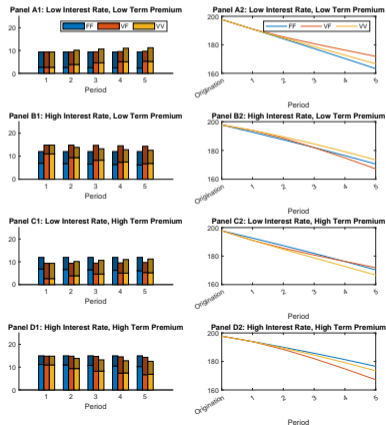 Panel A1: Low Interest Rate, Low Term Premium
FF VF VV
20
10
0
1 2 3 4 5
Period
Panel A2: Low Interest Rate, Low Term Premium
200
FF VF VV
180
160
Origination 1 2 3 4 5
Period
Panel B1: High Interest Rate, Low Term Premium
20
10
0
1 2 3 4 5
Period
Panel B2: High Interest Rate, Low Term Premium
200
180
160
Origination 1 2 3 4 5
Period
Panel C1: Low Interest Rate, High Term Premium
20
10
0
1 2 3 4 5
Period
Panel C2: Low Interest Rate, High Term Premium
200
180
160
Origination 1 2 3 4 5
Period
Panel D1: High Interest Rate, High Term Premium
20
10
0
1 2 3 4 5
Period
Panel D2: High Interest Rate, High Term Premium
200
180
160
Origination 1 2 3 4 5
Period